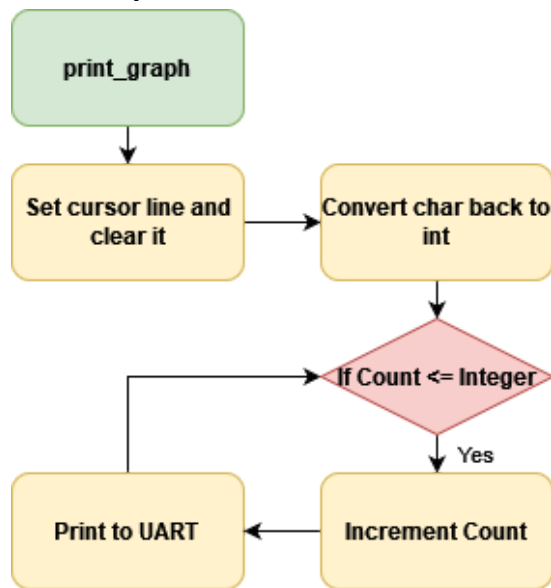 print_graph
Set cursor line and
clear it
Convert char back to
int
If Count <= Integer
Yes
Increment Count
Print to UART